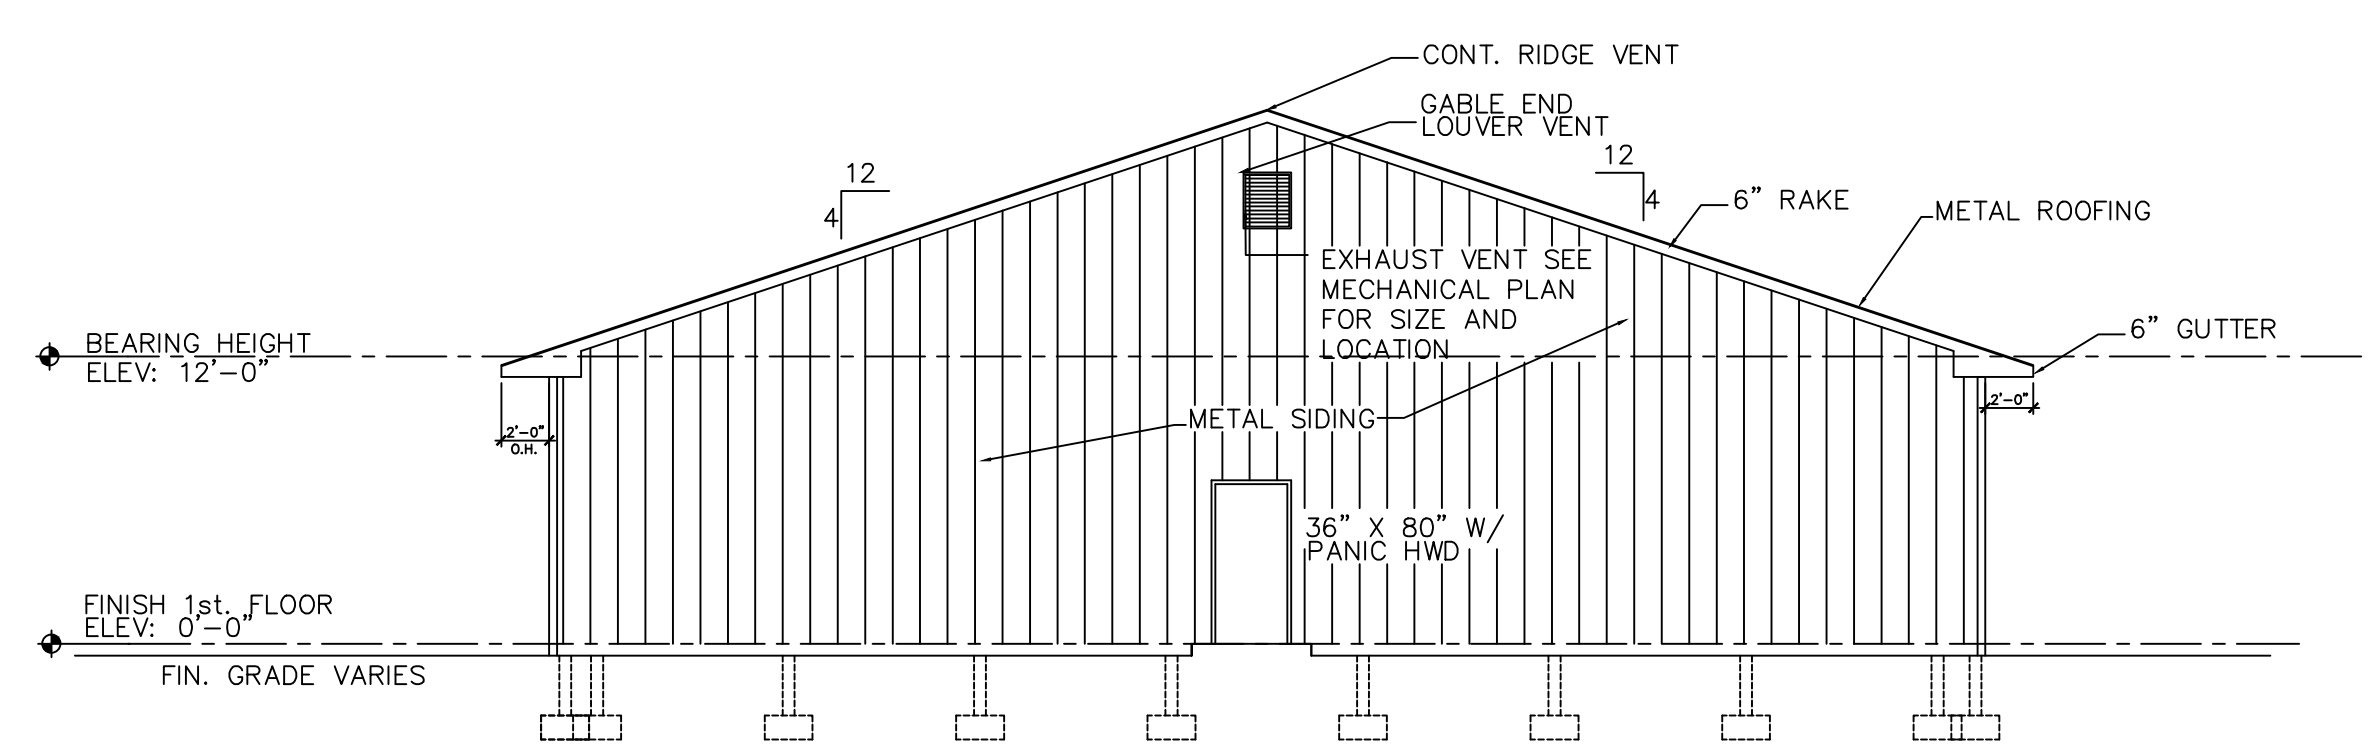 CONT. RIDGE VENT
GABLE END
LOUVER VENT
12
4
12
4
6” RAKE
METAL ROOFING
EXHAUST VENT SEE
MECHANICAL PLAN
FOR SIZE AND
LOCATION
6” GUTTER
BEARING HEIGHT
ELEV: 12’-0”
2’-0”
O.H.
2’-0”
METAL SIDING
36” X 80” W/
PANIC HWD
FINISH 1st. FLOOR
ELEV: 0’-0”
FIN. GRADE VARIES